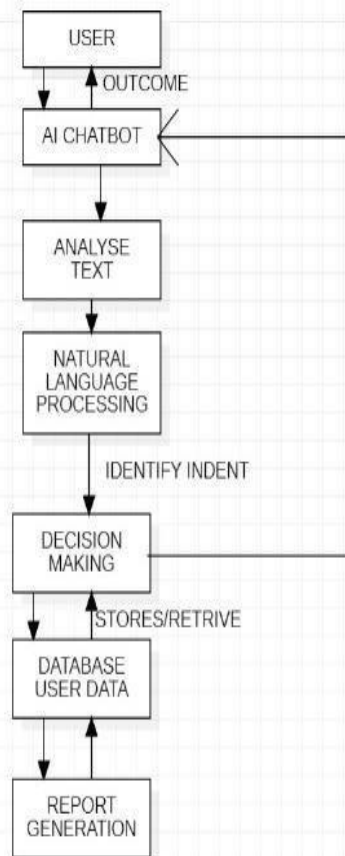 USER
OUTCOME
AI CHATBOT
ANALYSE
TEXT
NATURAL
LANGUAGE
PROCESSING
IDENTIFY INDENT
DECISION
MAKING
STORES/RETRIVE
DATABASE
USER DATA
REPORT
GENERATION